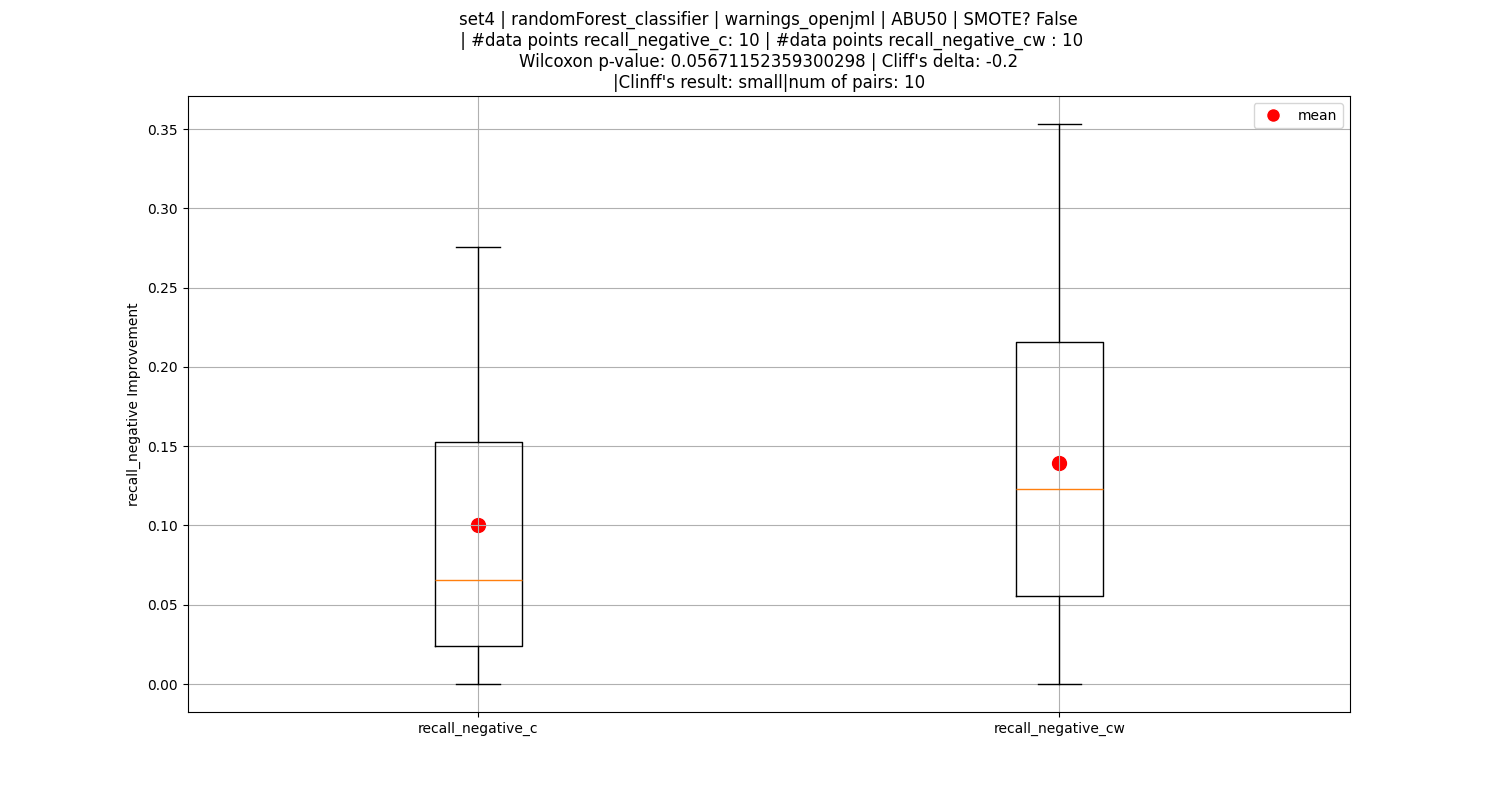 set4 | randomForest_classifier | warnings_openjml | ABU50 | SMOTE? False
| #data points recall_negative_c: 10 | #data points recall_negative_cw : 10
Wilcoxon p-value: 0.05671152359300298 | Cliff's delta: -0.2
|Clinff's result: small|num of pairs: 10
mean
0.35
0.30
0.25
0.20
0.15
0.10
0.05
0.00
recall_negative Improvement
recall_negative_c
recall_negative_cw